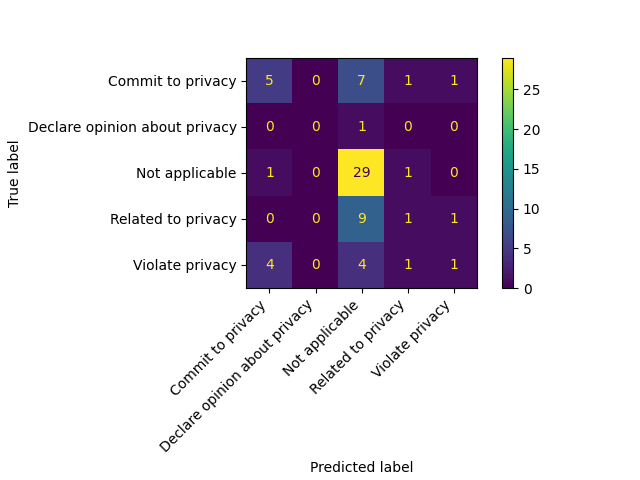 Commit to privacy 5 0 7 1 1
Declare opinion about privacy 0 0 1 0 0
Not applicable 1 0 29 1 0
Related to privacy 0 0 9 1 1
Violate privacy 4 0 4 1 1
True label
Commit to privacy
Declare opinion about privacy
Not applicable
Related to privacy
Violate privacy
Predicted label
25
20
15
10
5
0